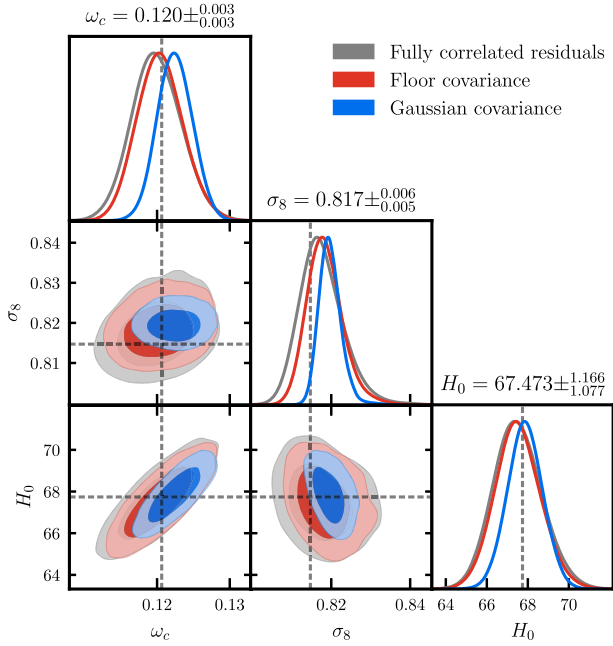 ω_c = 0.120±^{0.003}_{0.003}
Fully correlated residuals
Floor covariance
Gaussian covariance
σ_8 = 0.817±^{0.006}_{0.005}
0.84
0.83
0.82
0.81
σ_8
H_0 = 67.473±^{1.166}_{1.077}
70
68
66
64
H_0
0.12 0.13
0.82 0.84
64 66 68 70
ω_c
σ_8
H_0